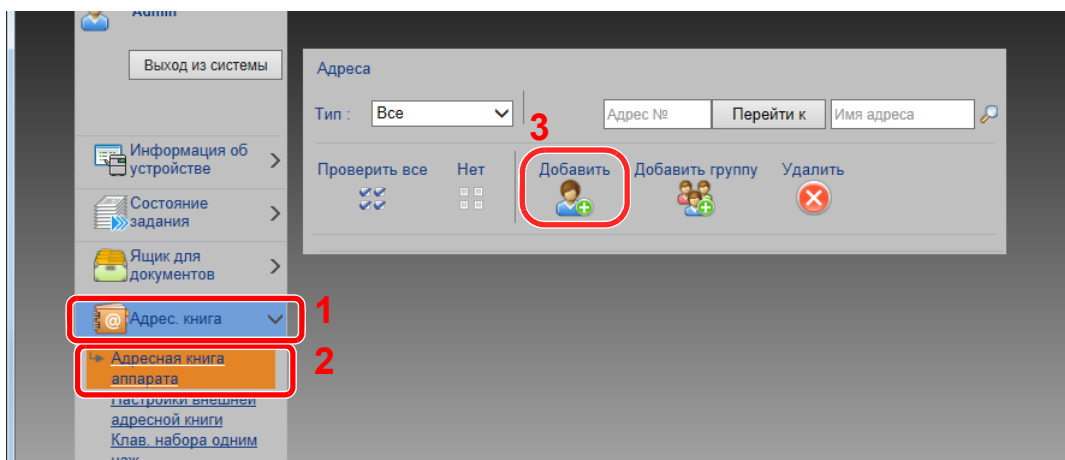 Admin
Выход из системы
Информация об
устройстве
Состояние
задания
Ящик для
документов
Адрес. книга
1
Адресная книга
аппарата
2
Настройки внешней
адресной книги
Клав. набора одним
Адреса
Тип :
Все
3
Адрес №
Перейти к
Имя адреса
Проверить все
Нет
Добавить
Добавить группу
Удалить